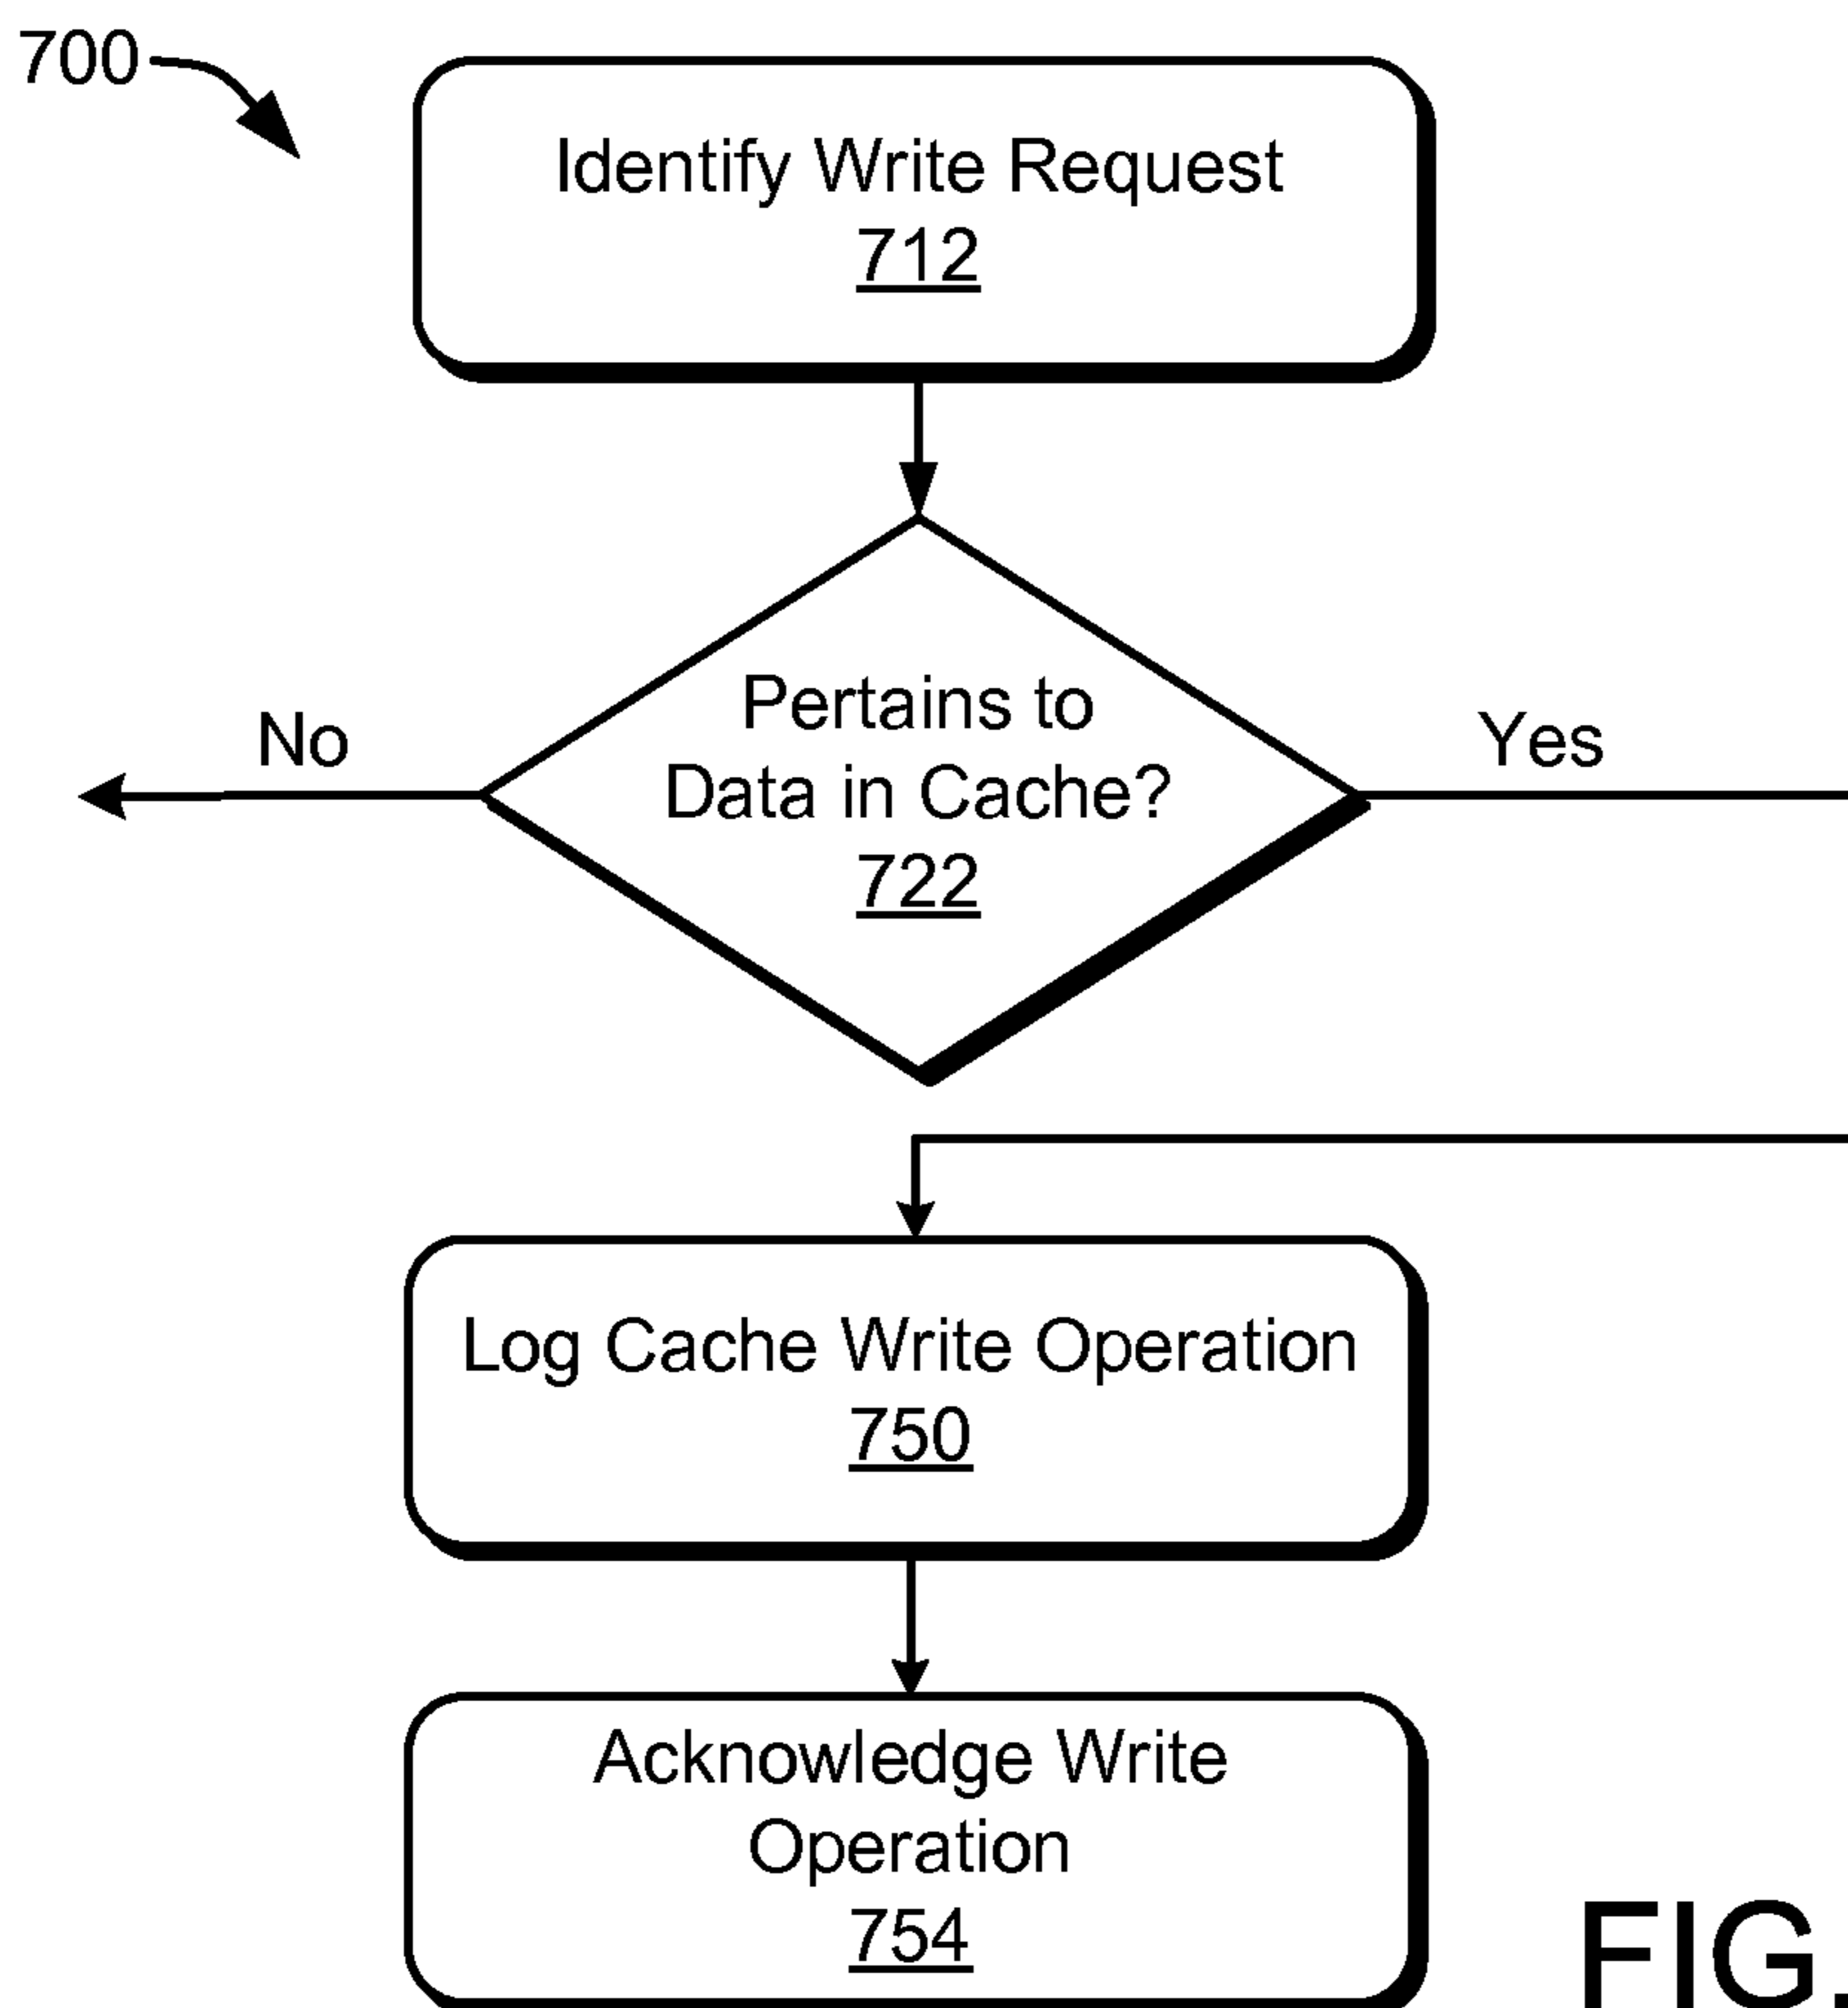 700
Identify Write Request
712
Pertains to
Data in Cache?
722
No
Yes
Log Cache Write Operation
750
Acknowledge Write
Operation
754
FIG.